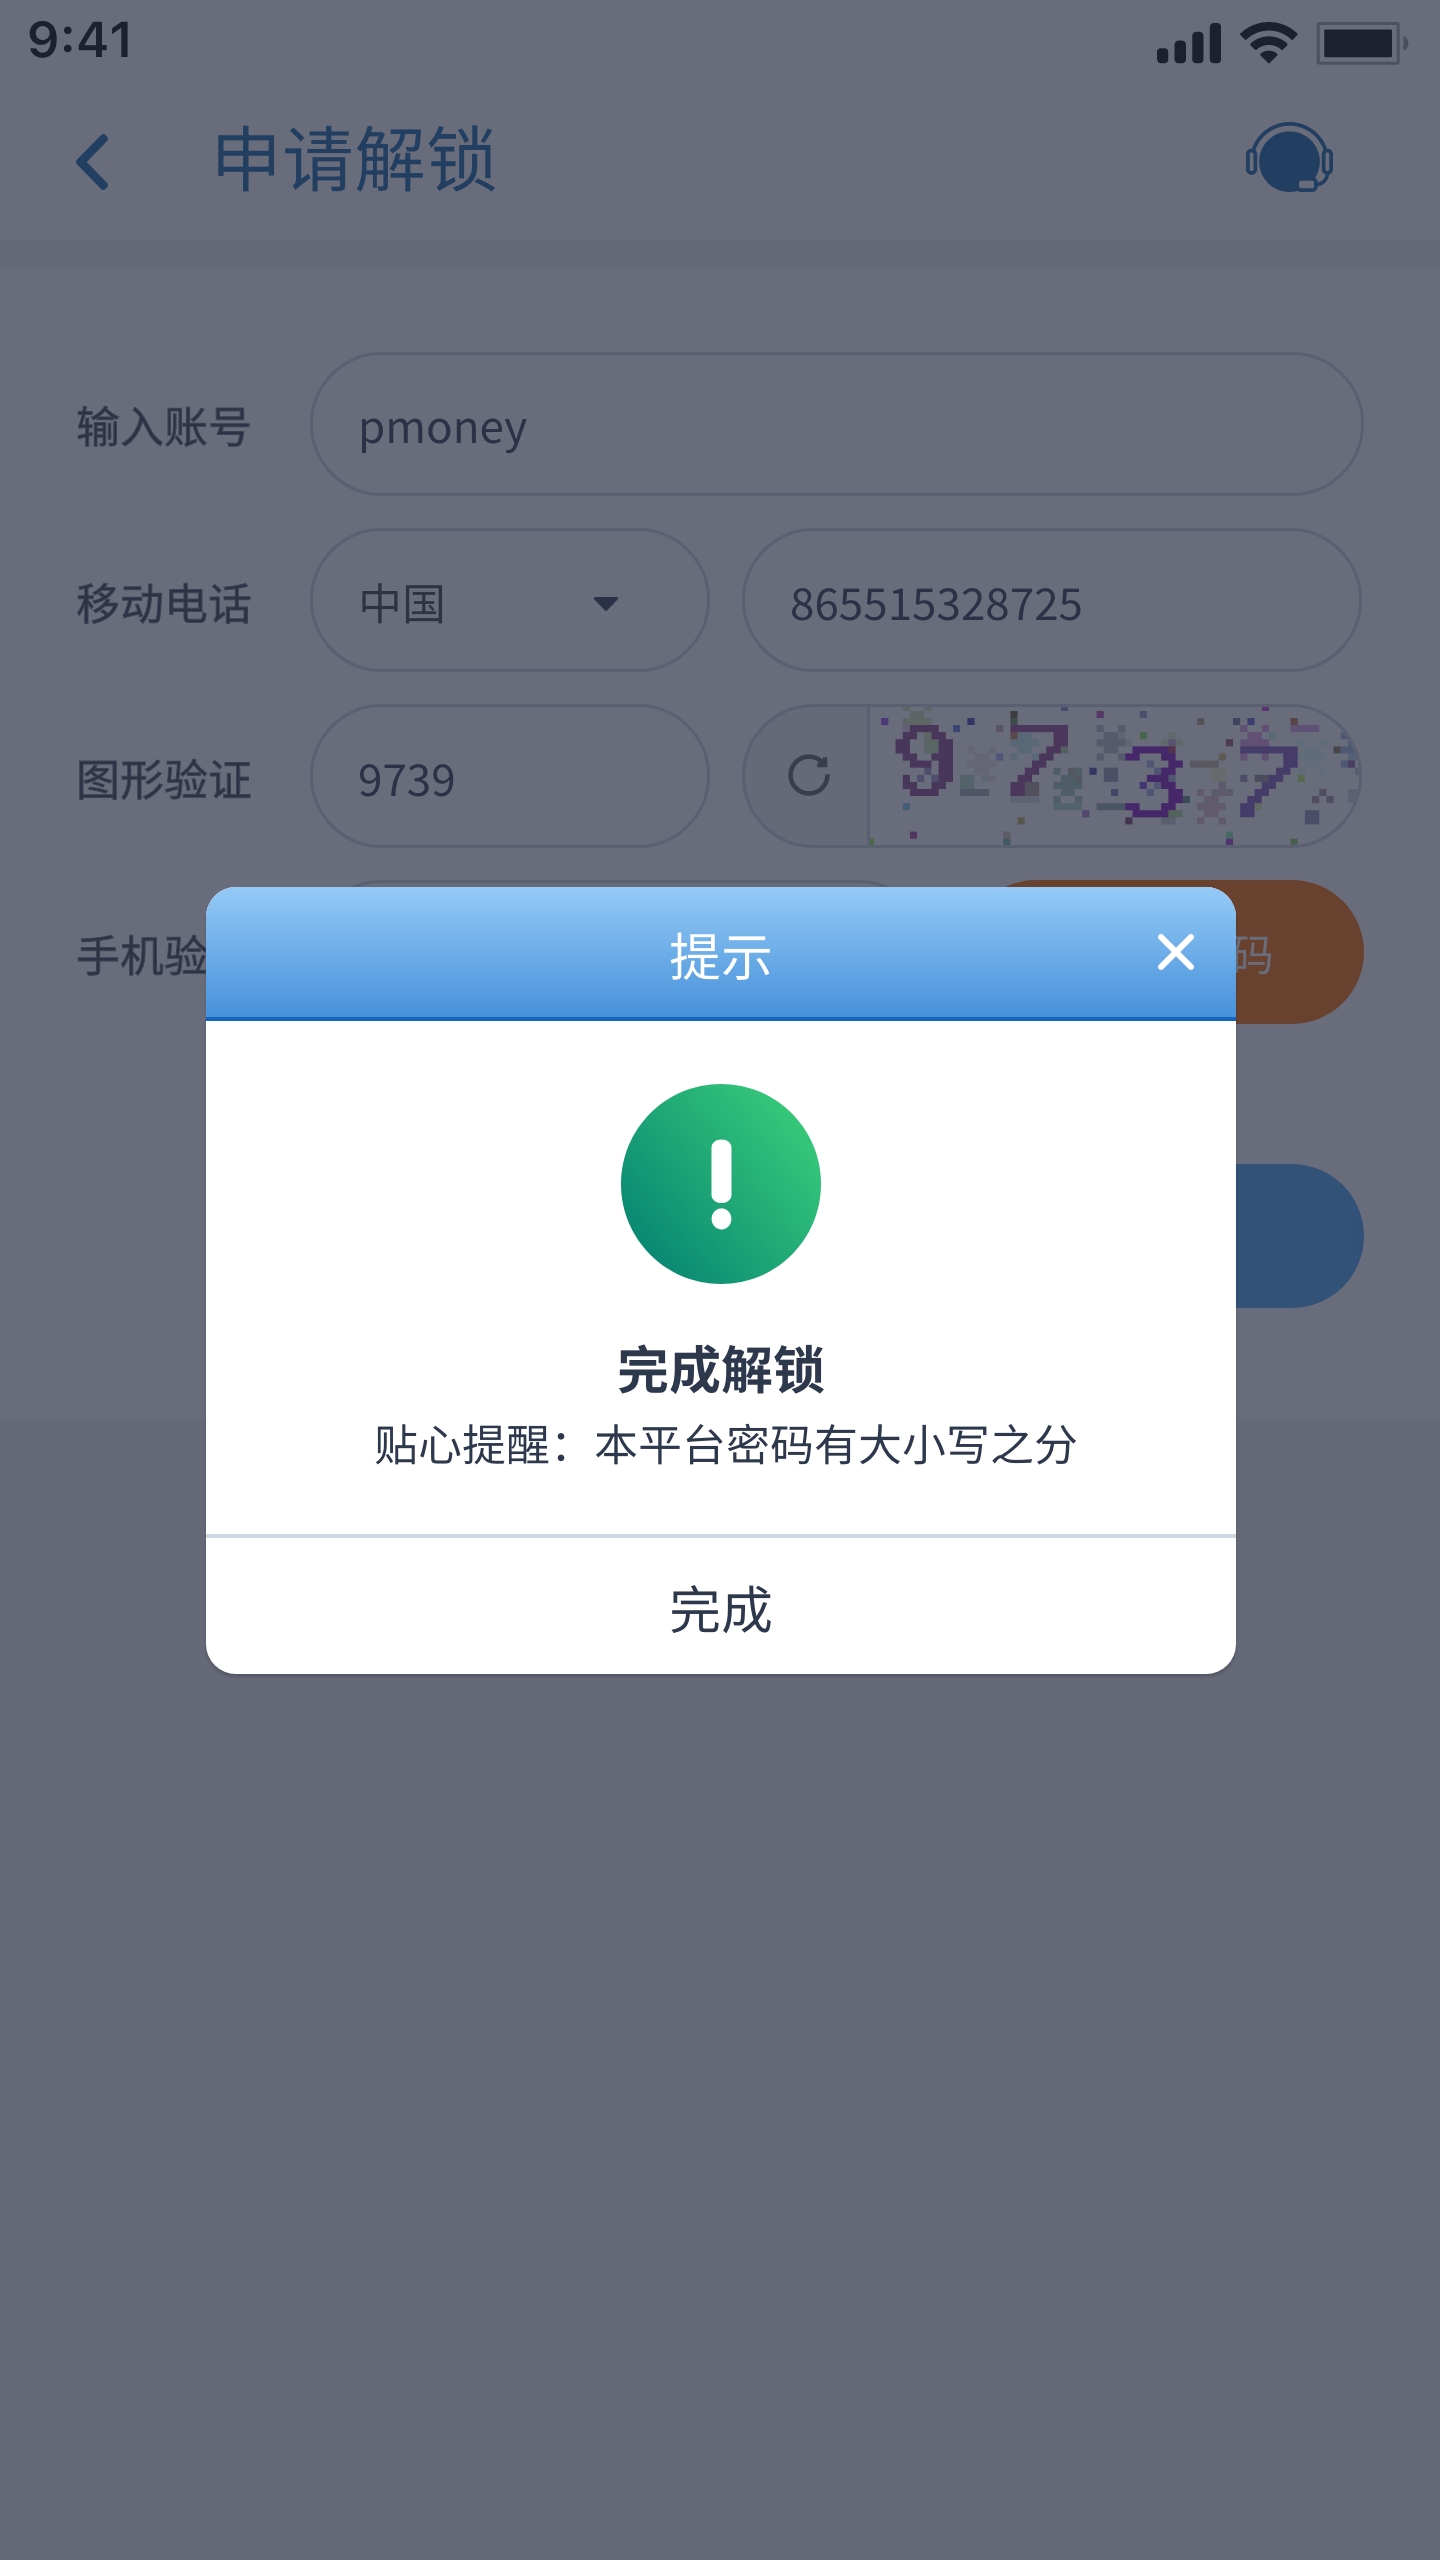 9:41
申请解锁
输入账号 pmoney
移动电话 中国 865515328725
图形验证 9739 9737
手机验 码
提示
完成解锁
贴心提醒：本平台密码有大小写之分
完成